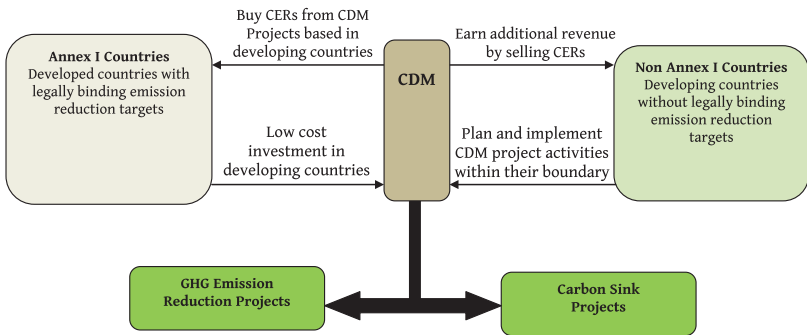 Buy CERs from CDM
Projects based in
developing countries
Earn additional revenue
by selling CERs
Annex I Countries
Developed countries with
legally binding emission
reduction targets
CDM
Non Annex I Countries
Developing countries
without legally binding
emission reduction
targets
Low cost
investment in
developing countries
Plan and implement
CDM project activities
within their boundary
GHG Emission
Reduction Projects
Carbon Sink
Projects